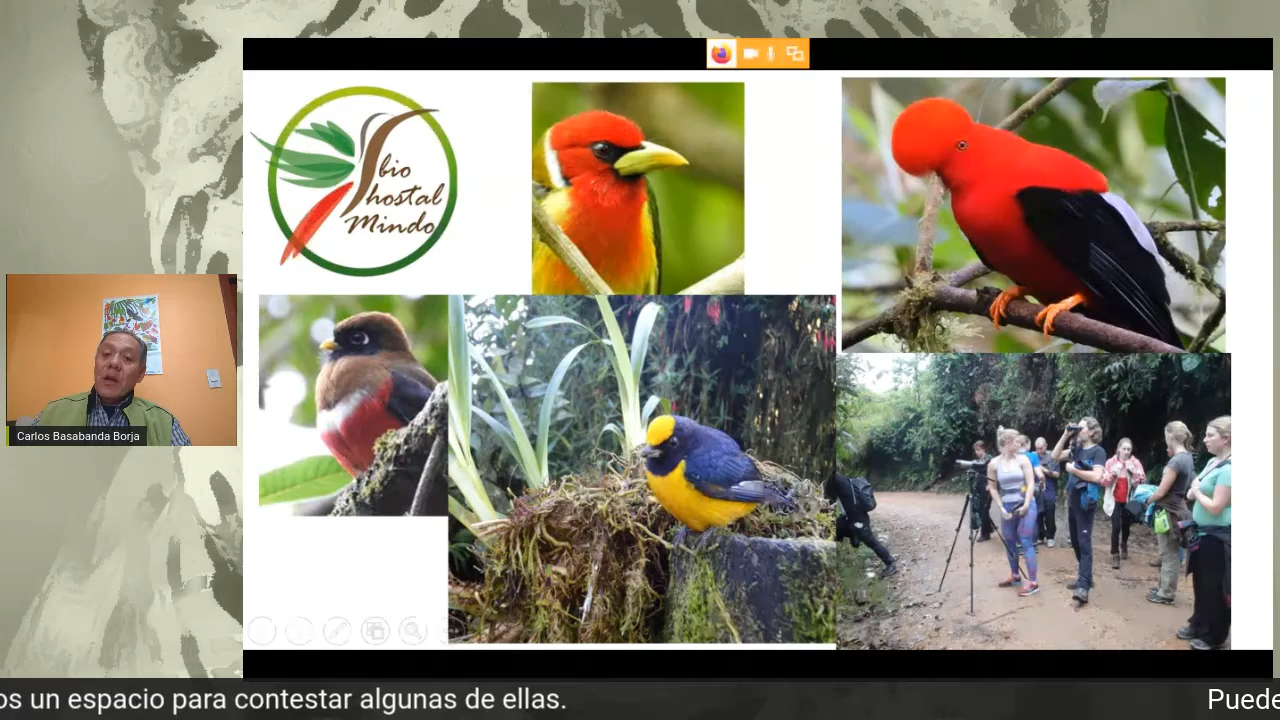 bio
hostal
Mindo
Carlos Basabanda Borja
os un espacio para contestar algunas de ellas.
Puede